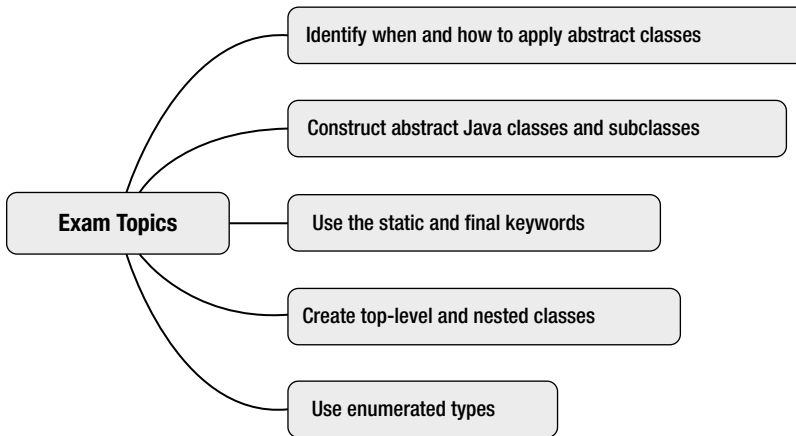 Exam Topics
Identify when and how to apply abstract classes
Construct abstract Java classes and subclasses
Use the static and final keywords
Create top-level and nested classes
Use enumerated types